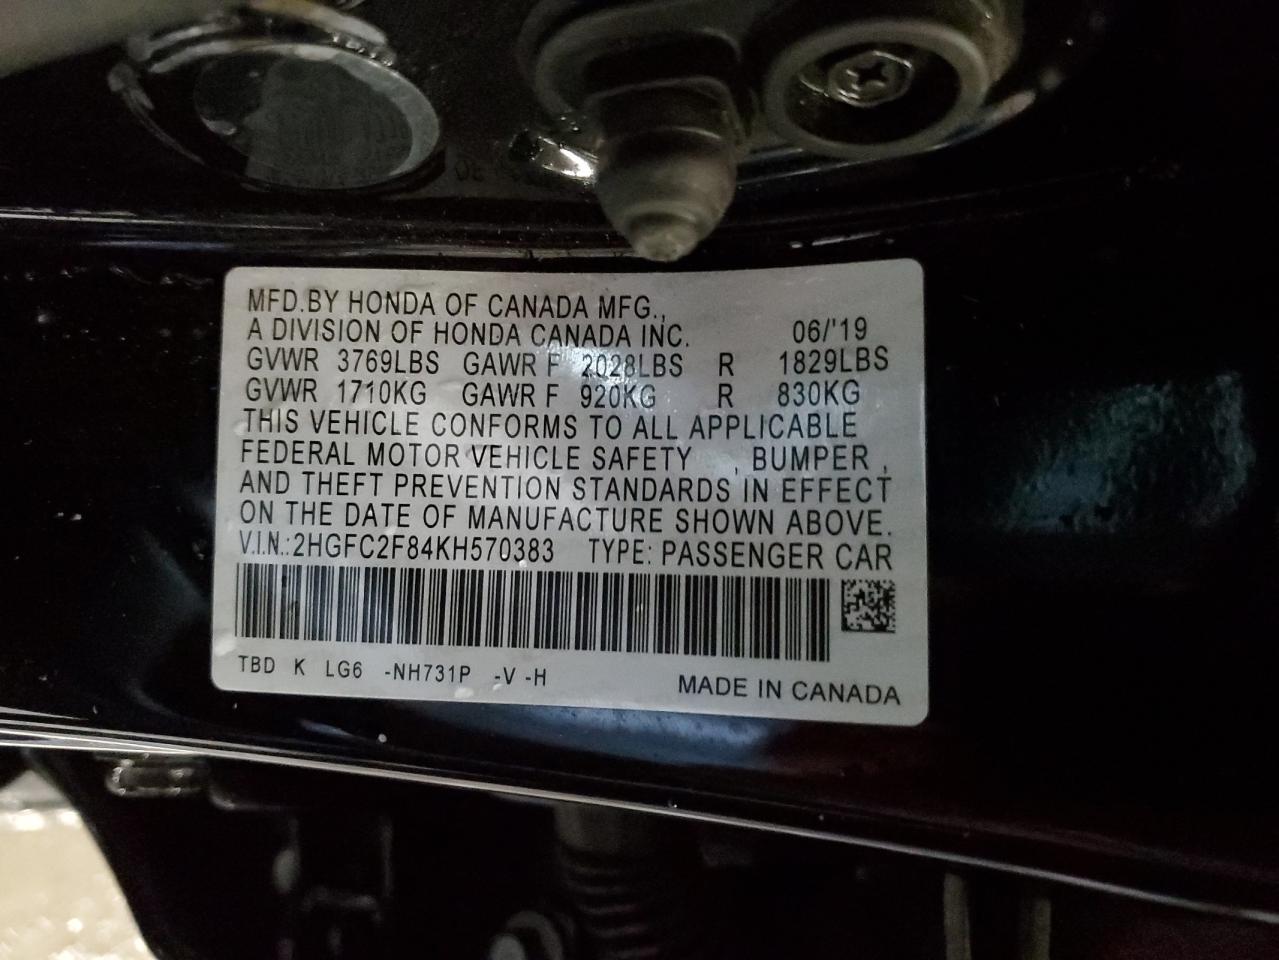 MFD.BY HONDA OF CANADA MFG.,
A DIVISION OF HONDA CANADA INC. 06/'19
GVWR 3769LBS GAWR F 2028LBS R 1829LBS
GVWR 1710KG GAWR F 920KG R 830KG
THIS VEHICLE CONFORMS TO ALL APPLICABLE
FEDERAL MOTOR VEHICLE SAFETY , BUMPER ,
AND THEFT PREVENTION STANDARDS IN EFFECT
ON THE DATE OF MANUFACTURE SHOWN ABOVE.
V.I.N.:2HGFC2F84KH570383 TYPE: PASSENGER CAR
TBD K LG6 -NH731P -V -H MADE IN CANADA